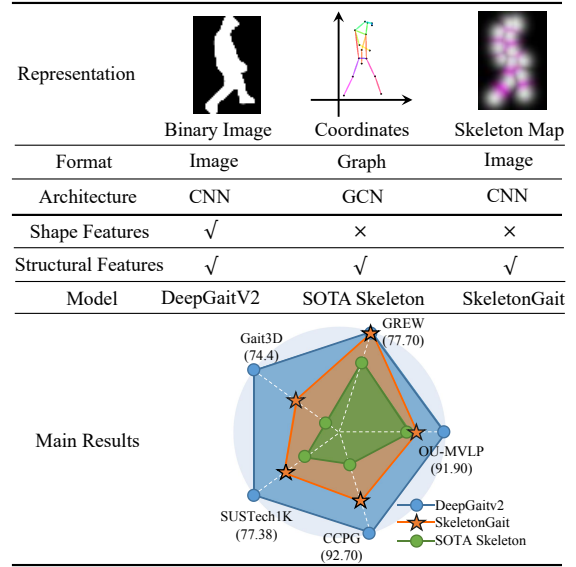 Representation
Binary Image Coordinates Skeleton Map
Format Image Graph Image
Architecture CNN GCN CNN
Shape Features √ × ×
Structural Features √ √ √
Model DeepGaitV2 SOTA Skeleton SkeletonGait
Main Results
GREW
(77.70)
Gait3D
(74.4)
OU-MVLP
(91.90)
SUSTech1K
(77.38)
CCPG
(92.70)
DeepGaitv2
SkeletonGait
SOTA Skeleton